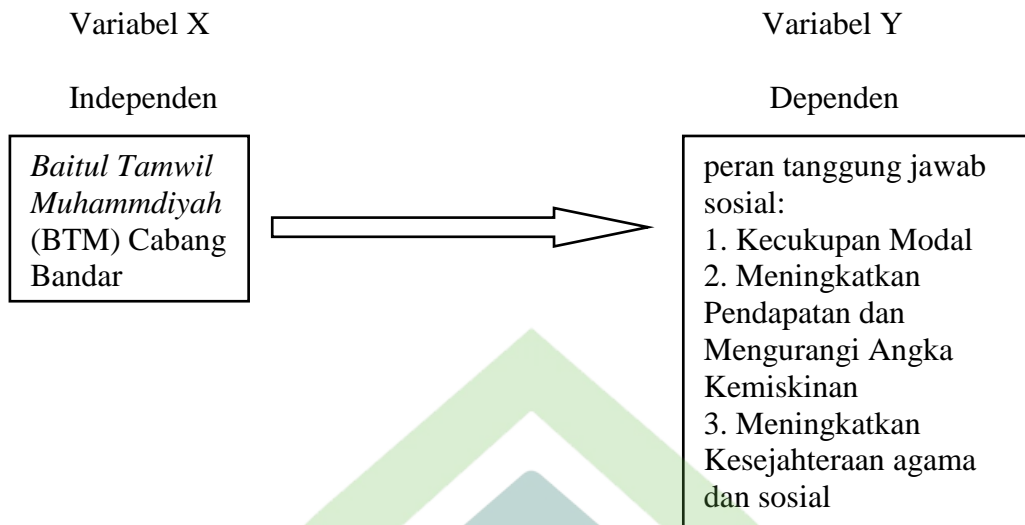 Variabel X
Variabel Y
Independen
Dependen
Baitul Tamwil
Muhammdiyah
(BTM) Cabang
Bandar
peran tanggung jawab
sosial:
1. Kecukupan Modal
2. Meningkatkan
Pendapatan dan
Mengurangi Angka
Kemiskinan
3. Meningkatkan
Kesejahteraan agama
dan sosial